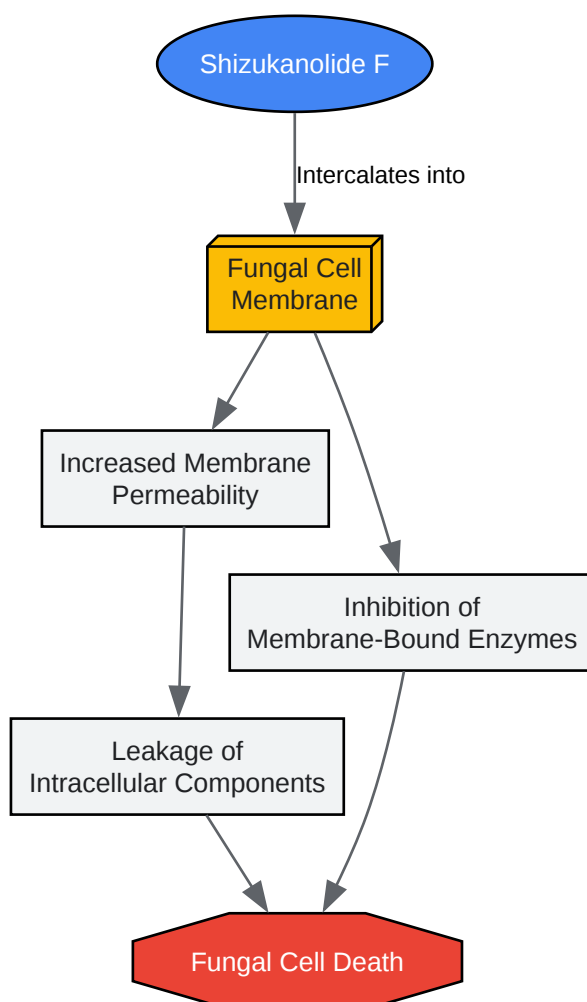 Shizukanolide F
Intercalates into
Fungal Cell
Membrane
Increased Membrane
Permeability
Inhibition of
Membrane-Bound Enzymes
Leakage of
Intracellular Components
Fungal Cell Death